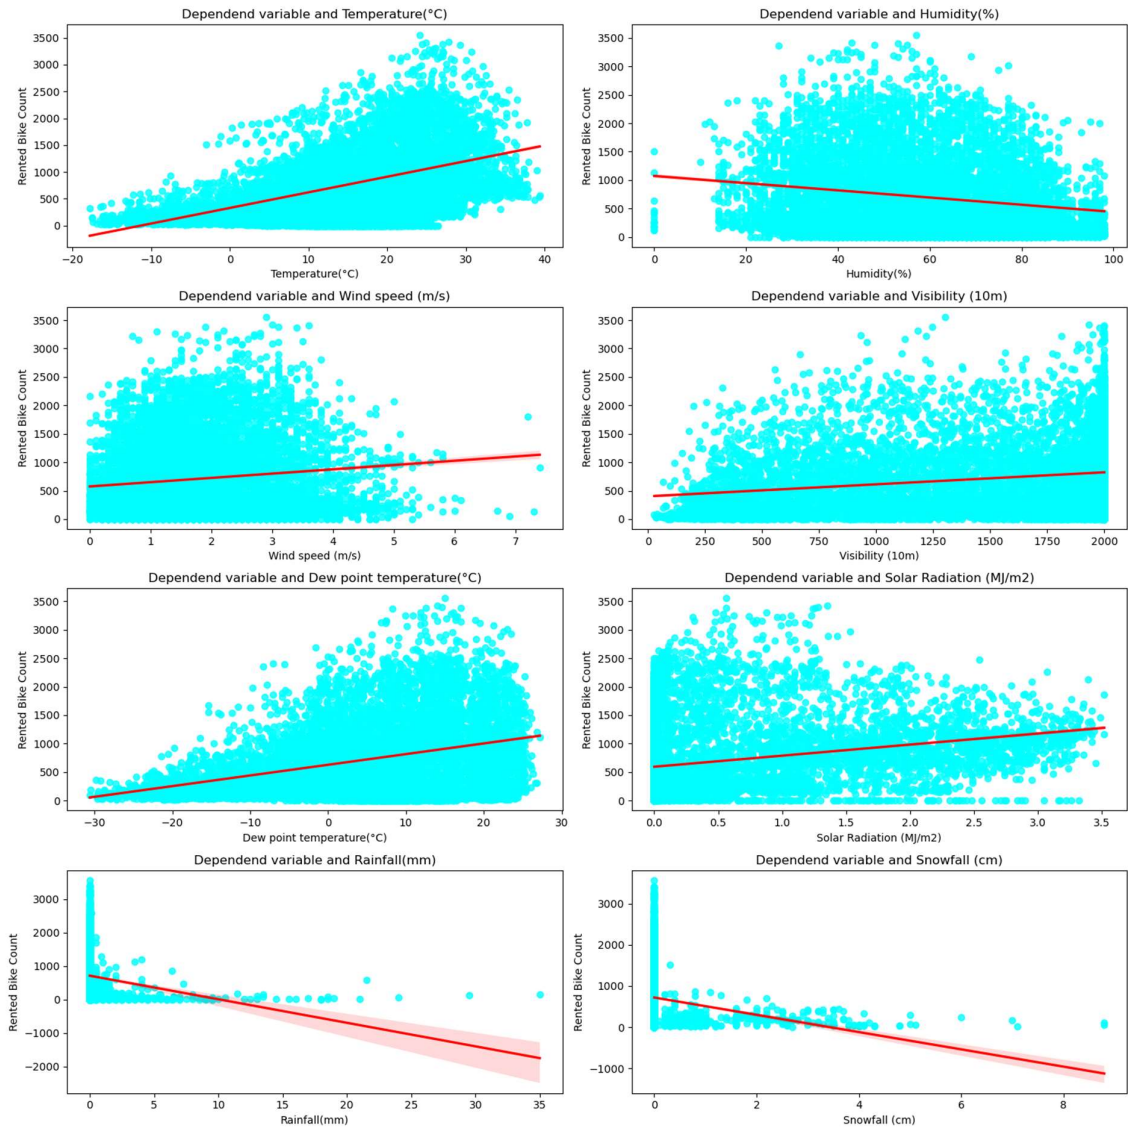 Dependend variable and Temperature(°C)
Rented Bike Count
3500
3000
2500
2000
1500
1000
500
0
−20 −10 0 10 20 30 40
Temperature(°C)
Dependend variable and Humidity(%)
Rented Bike Count
3500
3000
2500
2000
1500
1000
500
0
0 20 40 60 80 100
Humidity(%)
Dependend variable and Wind speed (m/s)
Rented Bike Count
3500
3000
2500
2000
1500
1000
500
0
0 1 2 3 4 5 6 7
Wind speed (m/s)
Dependend variable and Visibility (10m)
Rented Bike Count
3500
3000
2500
2000
1500
1000
500
0
0 250 500 750 1000 1250 1500 1750 2000
Visibility (10m)
Dependend variable and Dew point temperature(°C)
Rented Bike Count
3500
3000
2500
2000
1500
1000
500
0
−30 −20 −10 0 10 20 30
Dew point temperature(°C)
Dependend variable and Solar Radiation (MJ/m2)
Rented Bike Count
3500
3000
2500
2000
1500
1000
500
0
0.0 0.5 1.0 1.5 2.0 2.5 3.0 3.5
Solar Radiation (MJ/m2)
Dependend variable and Rainfall(mm)
Rented Bike Count
3000
2000
1000
0
−1000
−2000
0 5 10 15 20 25 30 35
Rainfall(mm)
Dependend variable and Snowfall (cm)
Rented Bike Count
3000
2000
1000
0
−1000
0 2 4 6 8
Snowfall (cm)